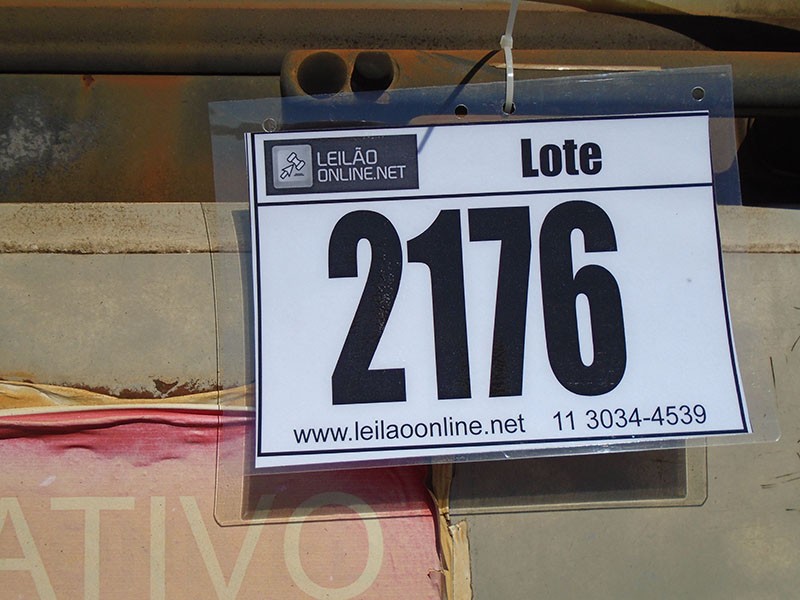 LEILÃO
ONLINE.NET
Lote
2176
www.leilaoonline.net 11 3034-4539
ATIVO